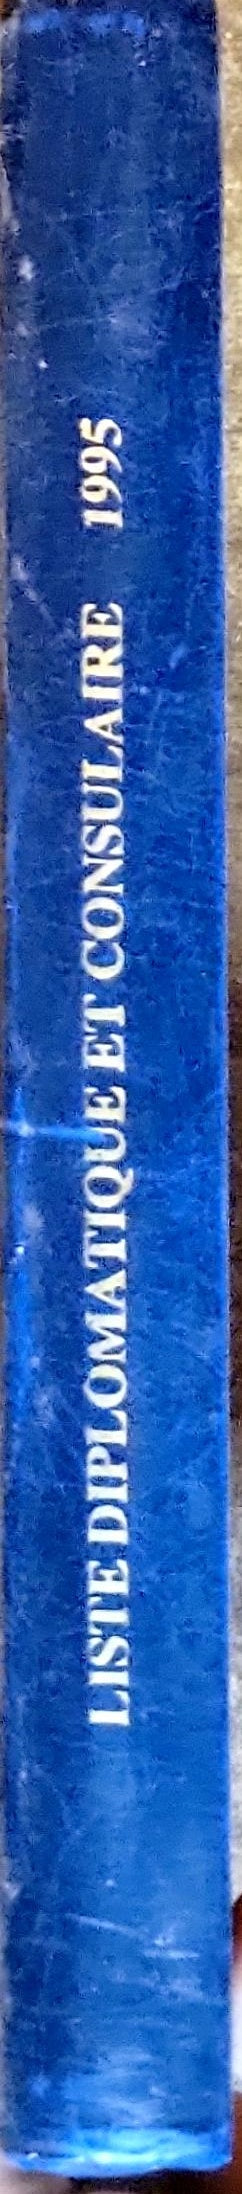 LISTE DIPLOMATIQUE ET CONSULAIRE 1995